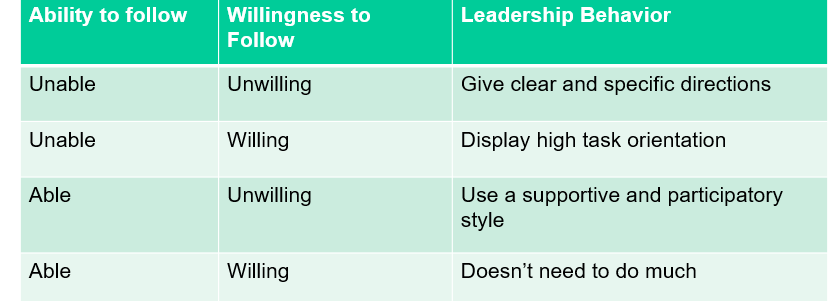 Ability to follow
Willingness to
Follow
Leadership Behavior
Unable
Unwilling
Give clear and specific directions
Unable
Willing
Display high task orientation
Able
Unwilling
Use a supportive and participatory
style
Able
Willing
Doesn’t need to do much